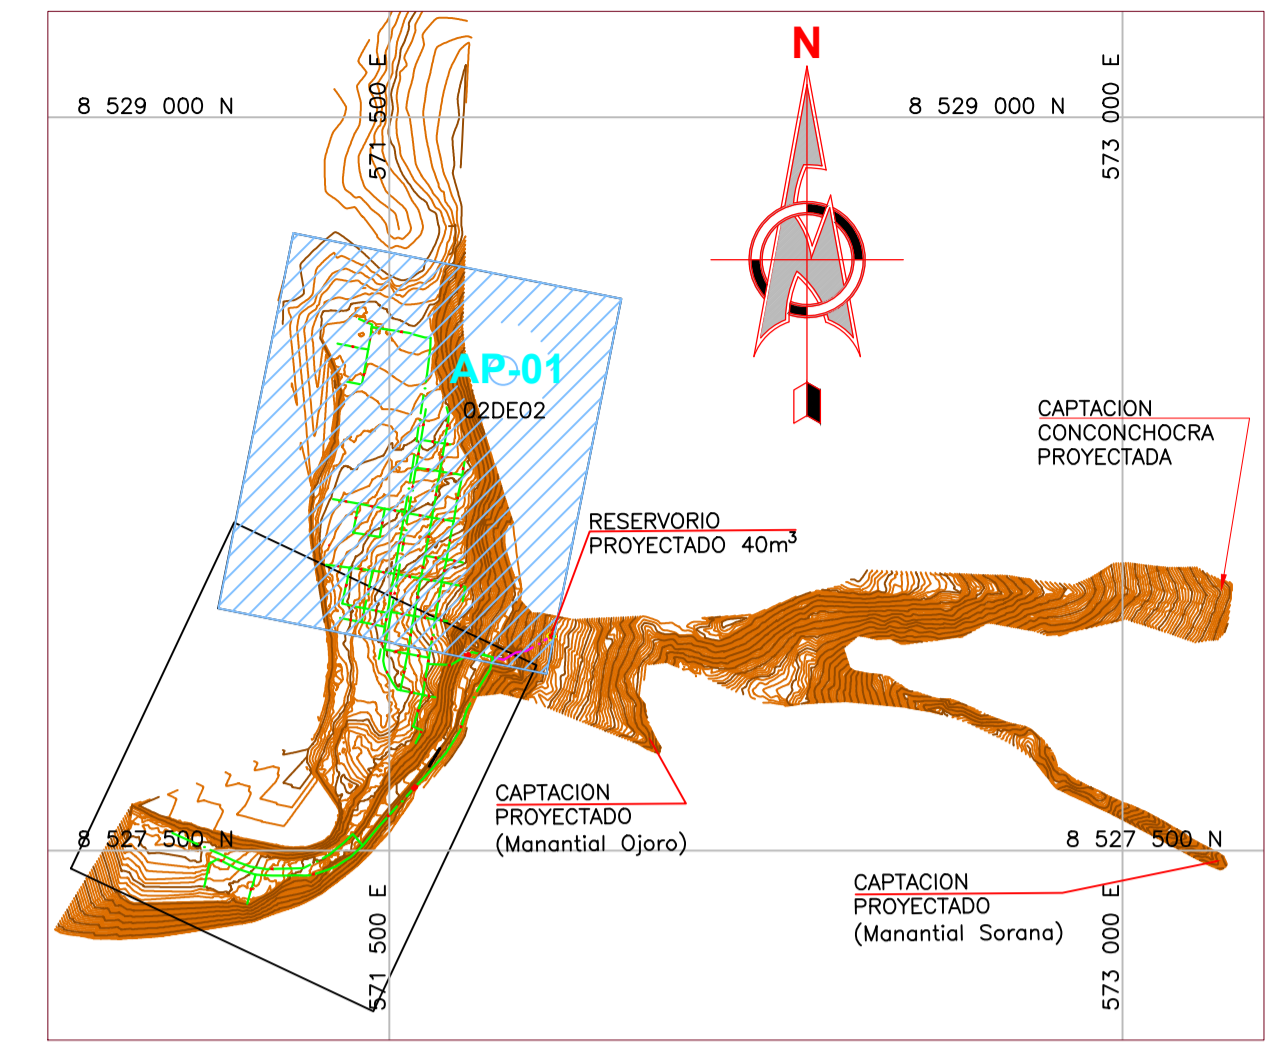 N
8 529 000 N
571 500 E
8 529 000 N
573 000 E
AP-01
02DE02
CAPTACION
CONCONCHOCRA
PROYECTADA
RESERVORIO
PROYECTADO 40m³
CAPTACION
PROYECTADO
(Manantial Ojoro)
8 527 500 N
571 500 E
8 527 500 N
573 000 E
CAPTACION
PROYECTADO
(Manantial Sorana)